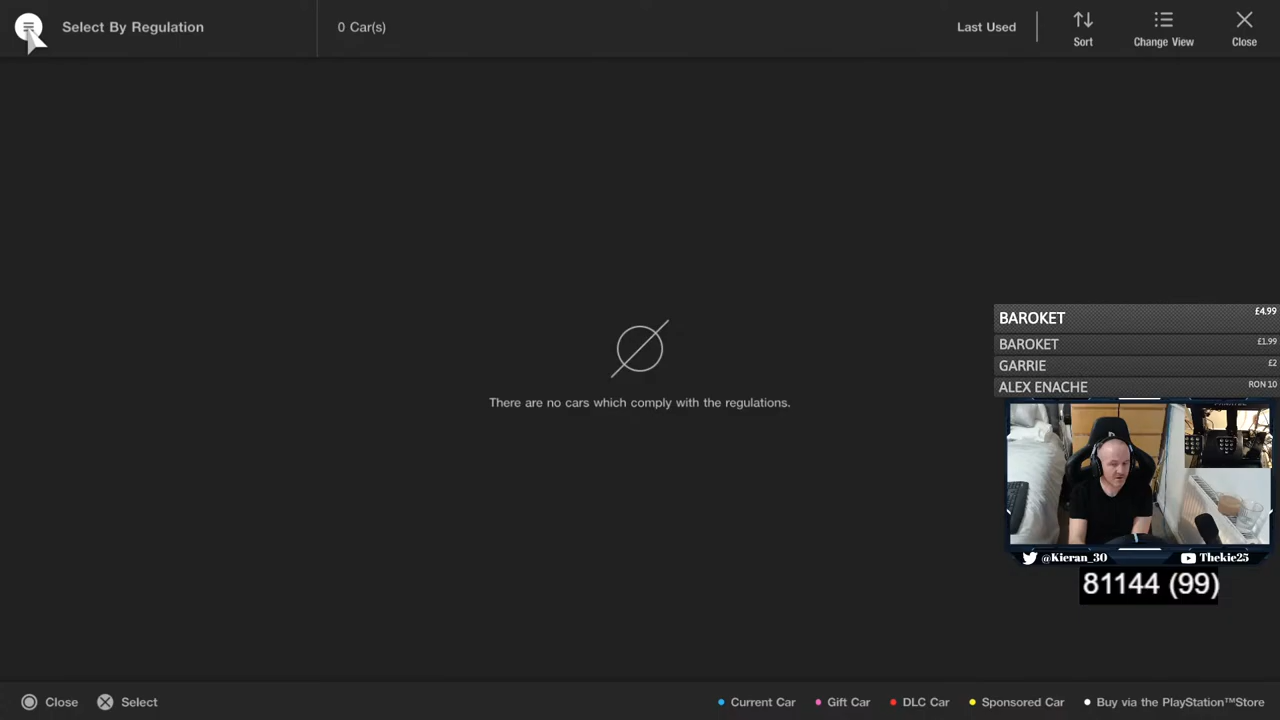 Select By Regulation
0 Car(s)
Last Used
Sort
Change View
Close
There are no cars which comply with the regulations.
BAROKET £4.99
BAROKET £1.99
GARRIE £2
ALEX ENACHE RON 10
@Kieran_30
Thekie25
81144 (99)
Close
Select
Current Car
Gift Car
DLC Car
Sponsored Car
Buy via the PlayStation™Store